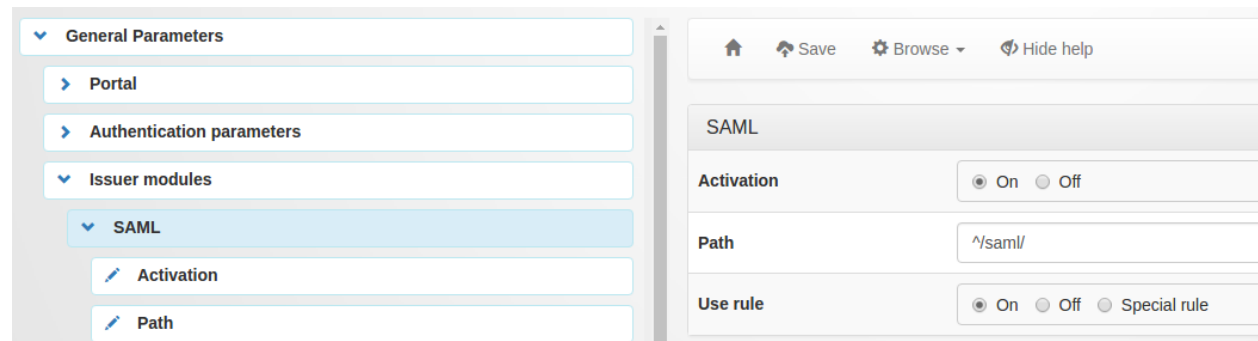 General Parameters
Portal
Authentication parameters
Issuer modules
SAML
Activation
Path
Save Browse Hide help
SAML
Activation On Off
Path ^/saml/
Use rule On Off Special rule